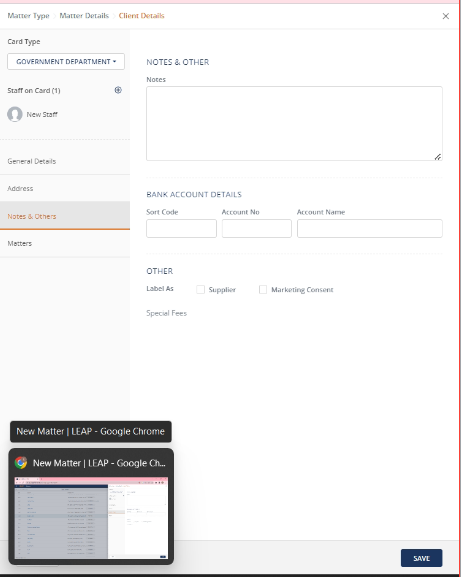 Matter Type Matter Details Client Details
Card Type
GOVERNMENT DEPARTMENT
Staff on Card (1)
New Staff
General Details
Address
Notes & Others
Matters
NOTES & OTHER
Notes
BANK ACCOUNT DETAILS
Sort Code Account No Account Name
OTHER
Label As Supplier Marketing Consent
Special Fees
New Matter | LEAP - Google Chrome
New Matter | LEAP - Google Ch...
SAVE